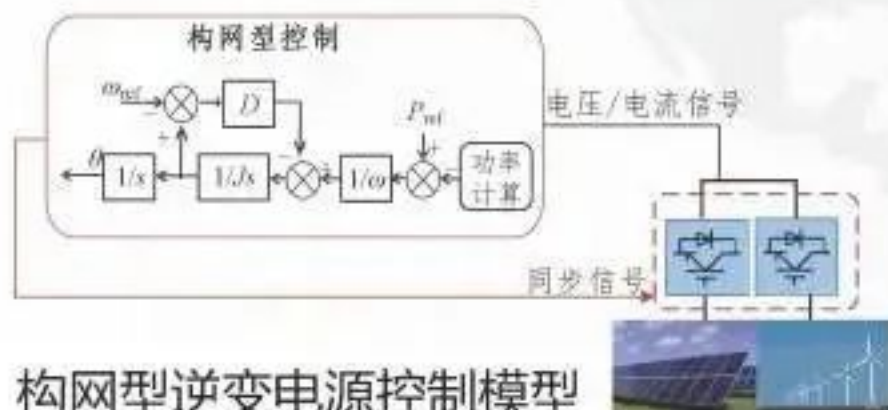 构网型控制
ω_ref
D
P_ref
电压/电流信号
θ
1/s
1/Js
1/ω
功率
计算
同步信号
构网型逆变电源控制模型